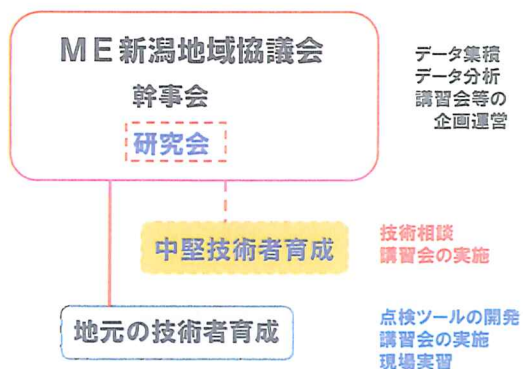 ME新潟地域協議会
幹事会
研究会
データ集積
データ分析
講習会等の
企画運営
中堅技術者育成
技術相談
講習会の実施
地元の技術者育成
点検ツールの開発
講習会の実施
現場実習